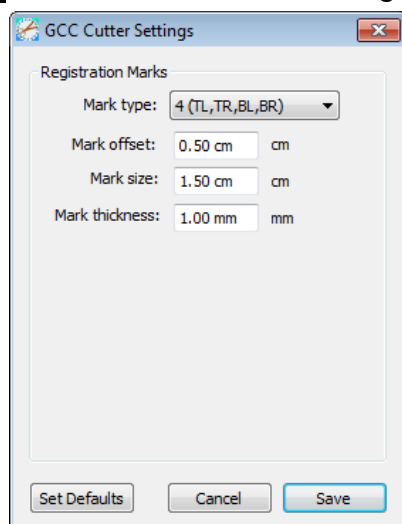 GCC Cutter Settings
Registration Marks
Mark type: 4 (TL,TR,BL,BR)
Mark offset: 0.50 cm cm
Mark size: 1.50 cm cm
Mark thickness: 1.00 mm mm
Set Defaults Cancel Save